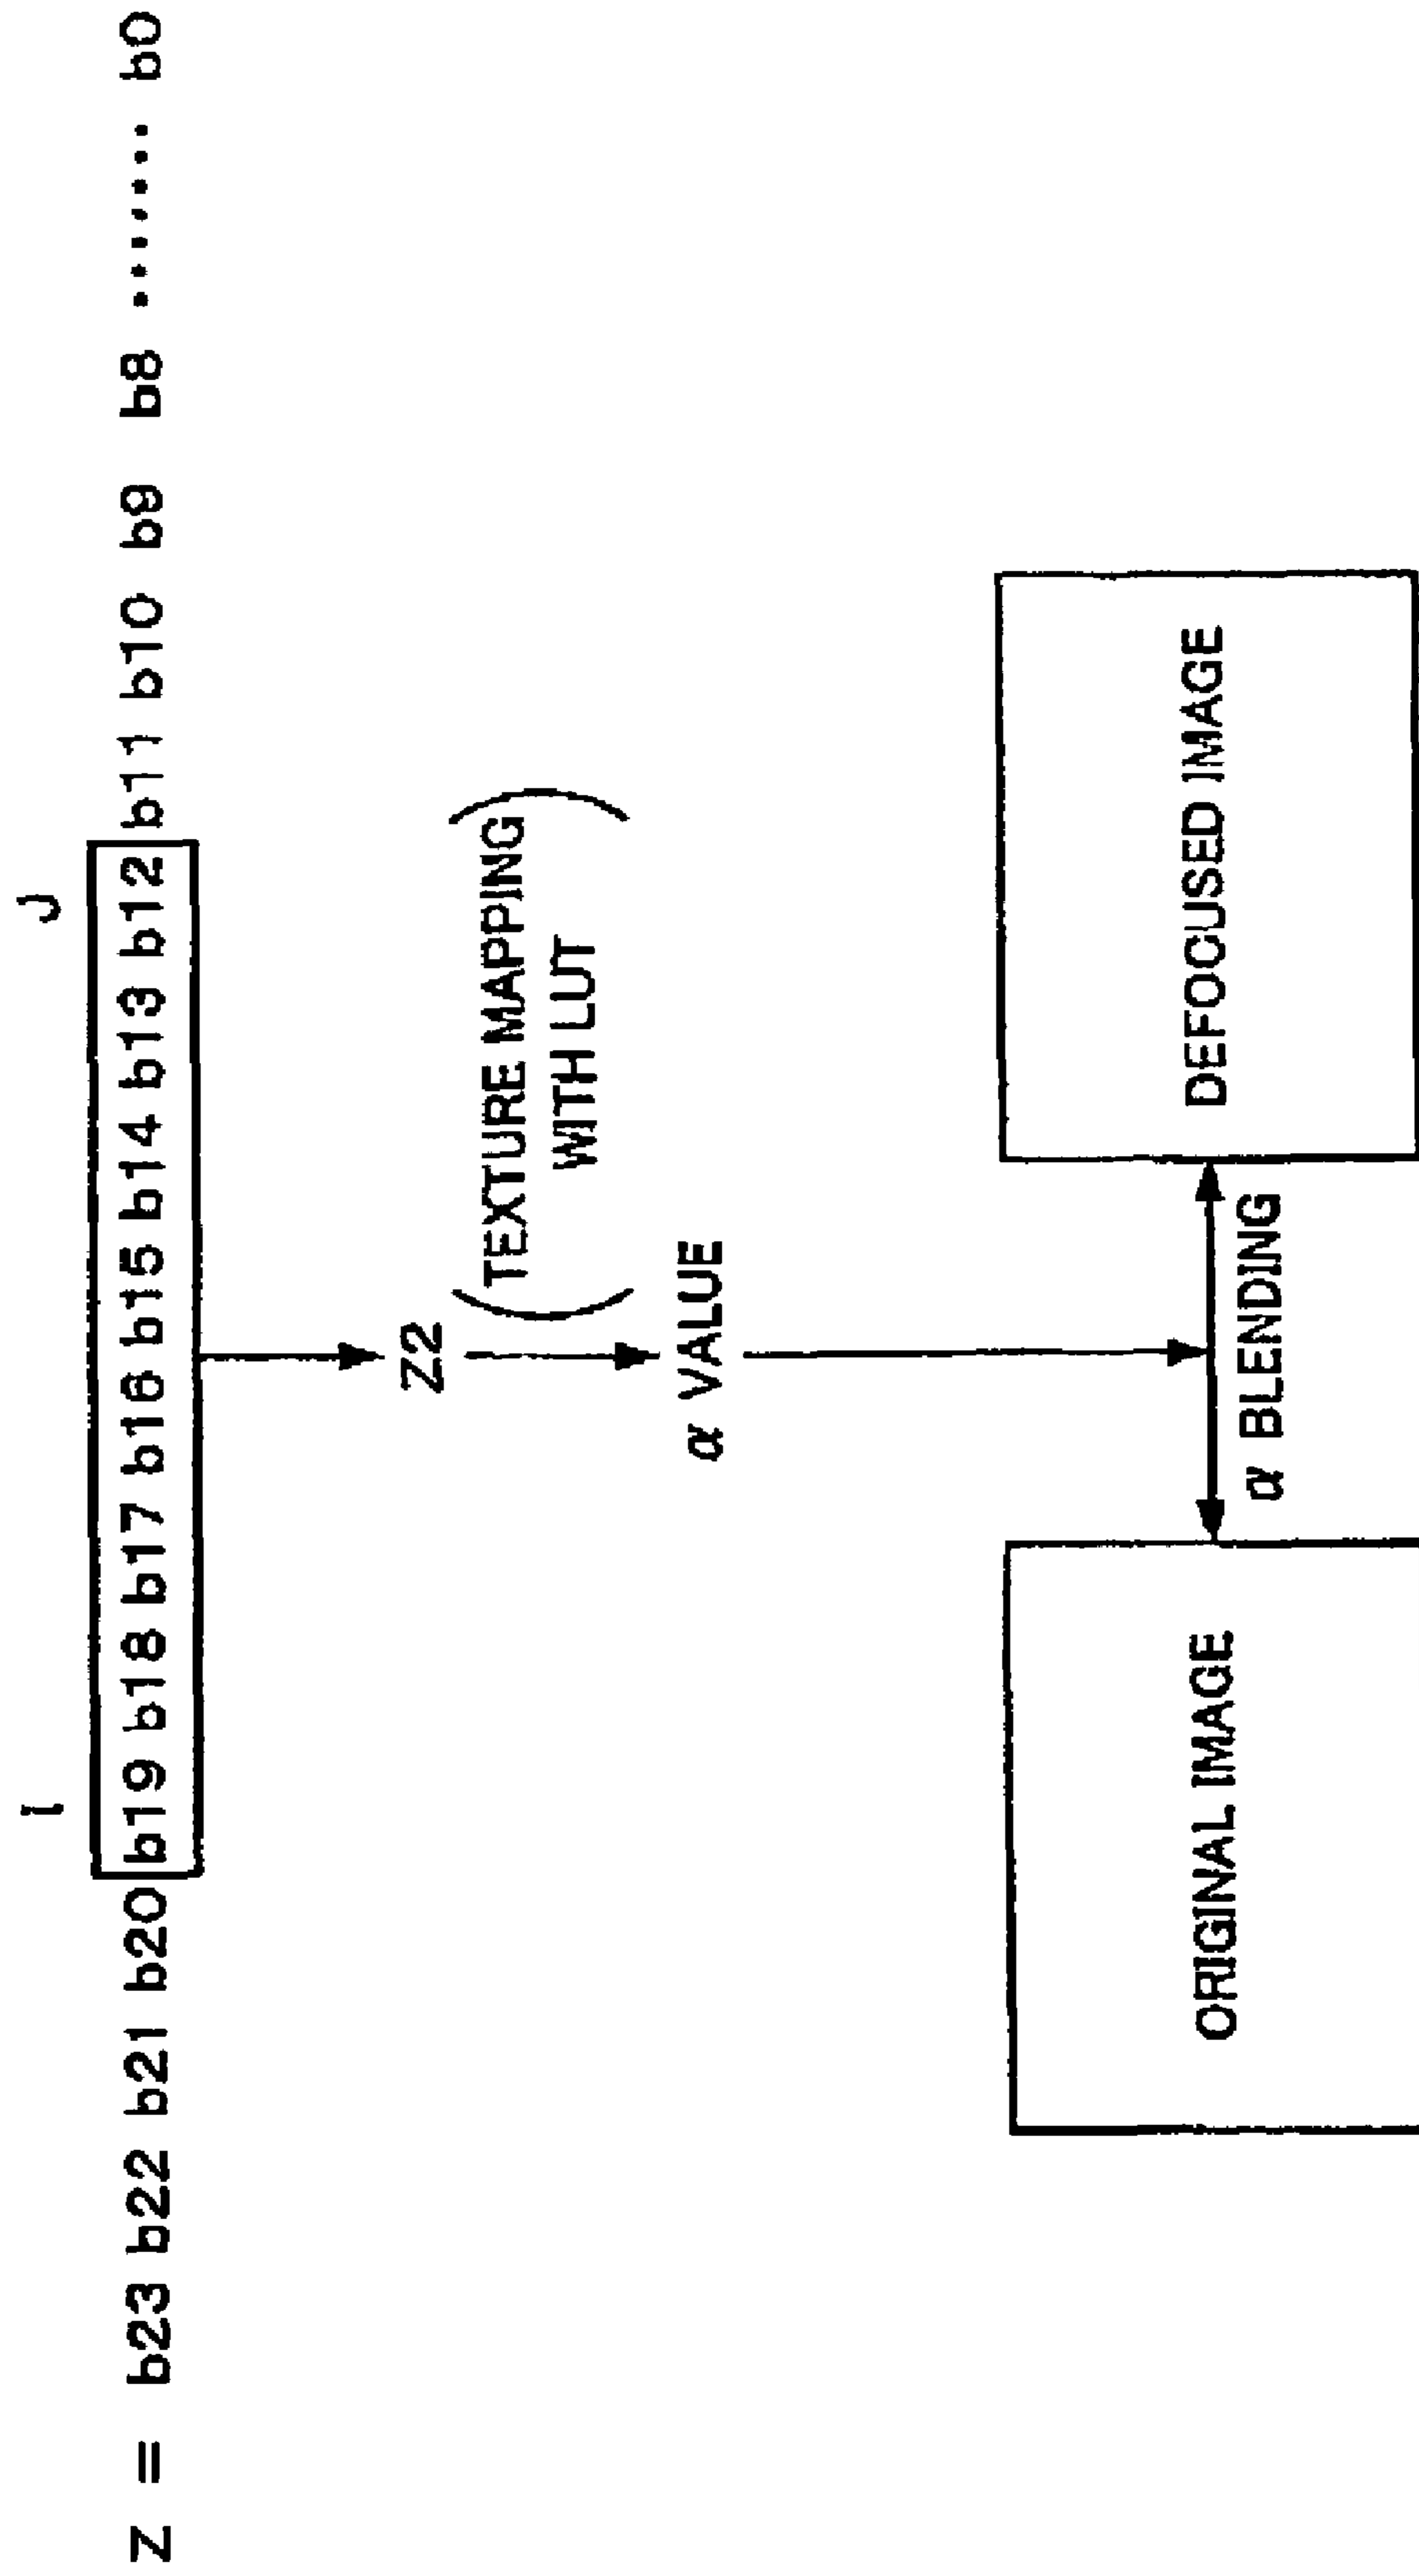 I J
Z = b23 b22 b21 b20 b19 b18 b17 b16 b15 b14 b13 b12 b11 b10 b9 b8 ······· b0
Z2
( TEXTURE MAPPING
WITH LUT )
α VALUE
ORIGINAL IMAGE
α BLENDING
DEFOCUSED IMAGE